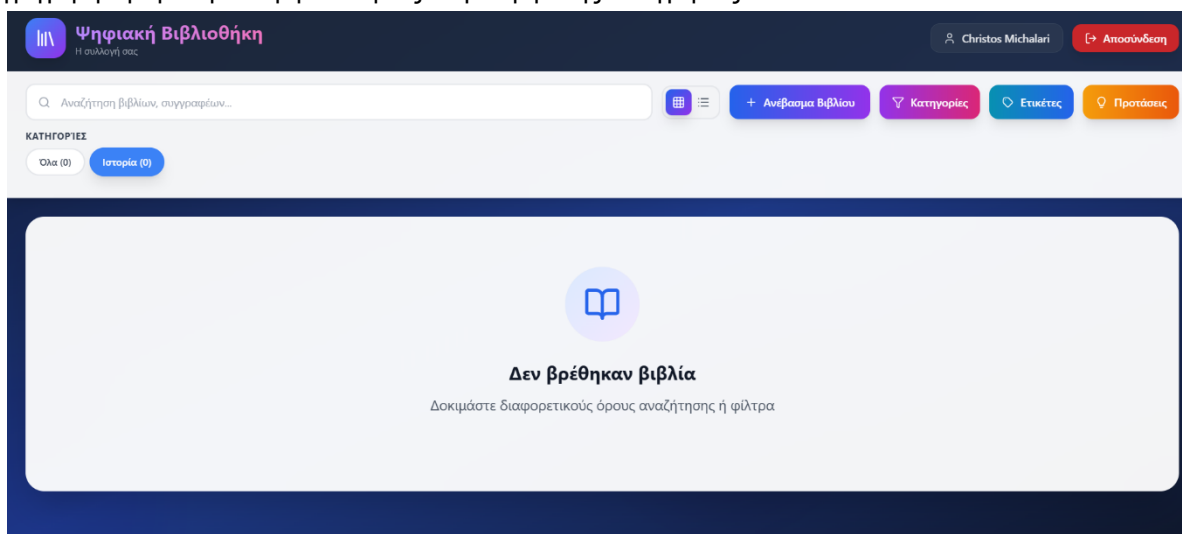 Ψηφιακή Βιβλιοθήκη
Η συλλογή σας
Christos Michalari
Αποσύνδεση
Αναζήτηση βιβλίων, συγγραφέων...
+ Ανέβασμα Βιβλίου
Κατηγορίες
Ετικέτες
Προτάσεις
ΚΑΤΗΓΟΡΊΕΣ
Όλα (0)
Ιστορία (0)
Δεν βρέθηκαν βιβλία
Δοκιμάστε διαφορετικούς όρους αναζήτησης ή φίλτρα